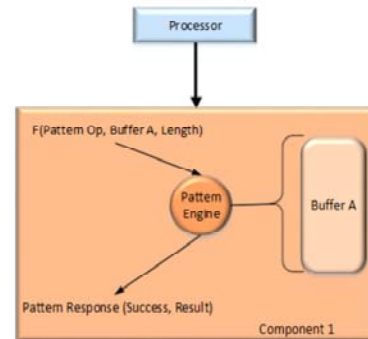 Processor
F(Pattern Op, Buffer A, Length)
Pattern
Engine
Buffer A
Pattern Response (Success, Result)
Component 1